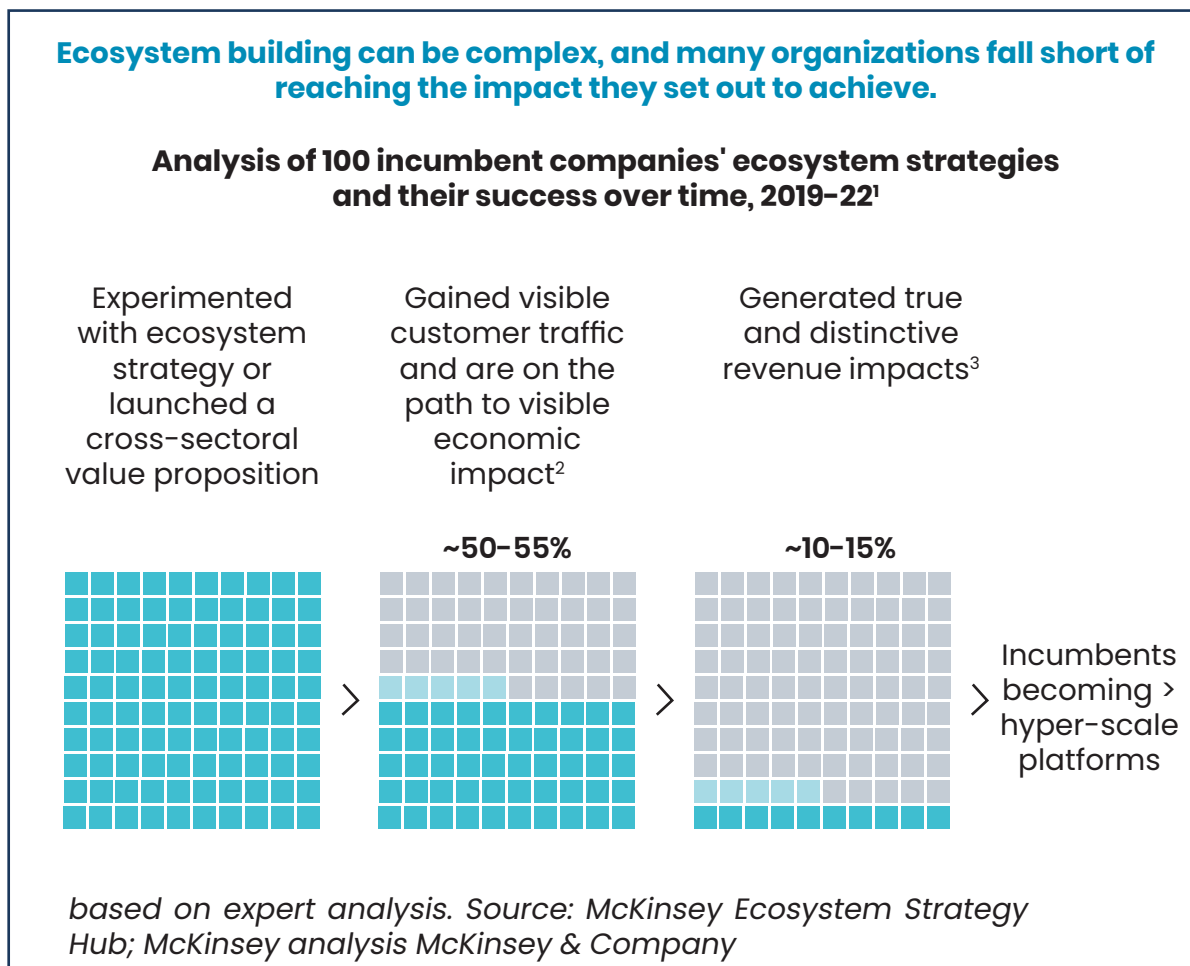 Ecosystem building can be complex, and many organizations fall short of
reaching the impact they set out to achieve.
Analysis of 100 incumbent companies' ecosystem strategies
and their success over time, 2019-22¹
Experimented
with ecosystem
strategy or
launched a
cross-sectoral
value proposition
Gained visible
customer traffic
and are on the
path to visible
economic
impact²
~50-55%
Generated true
and distinctive
revenue impacts³
~10-15%
Incumbents
becoming >
hyper-scale
platforms
based on expert analysis. Source: McKinsey Ecosystem Strategy
Hub; McKinsey analysis McKinsey & Company